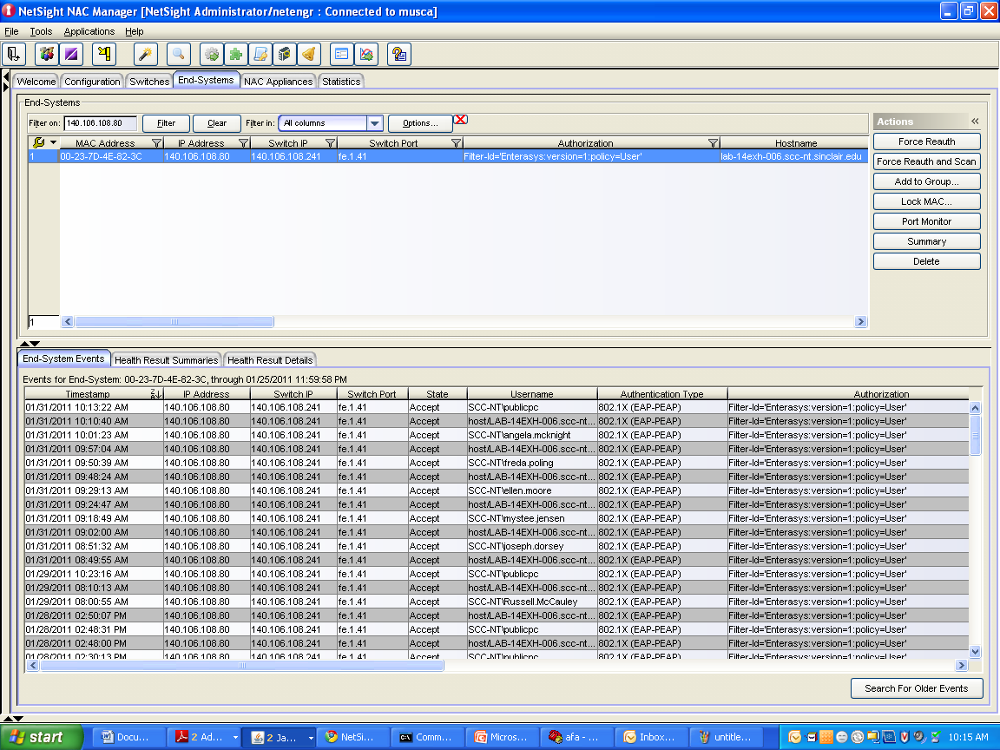 NetSight NAC Manager [NetSight Administrator/netengr : Connected to musca]
File Tools Applications Help
Welcome Configuration Switches End-Systems NAC Appliances Statistics
End-Systems
Filter on: 140.106.108.80 Filter Clear Filter in: All columns Options...
MAC Address IP Address Switch IP Switch Port Authorization Hostname
1 00-23-7D-4E-82-3C 140.106.108.80 140.106.108.241 fe.1.41 Filter-Id='Enterasys:version=1:policy=User' lab-14exh-006.scc-nt.sinclair.edu
1
Actions
Force Reauth
Force Reauth and Scan
Add to Group...
Lock MAC...
Port Monitor
Summary
Delete
End-System Events Health Result Summaries Health Result Details
Events for End-System: 00-23-7D-4E-82-3C, through 01/25/2011 11:59:58 PM
Timestamp IP Address Switch IP Switch Port State Username Authentication Type Authorization
01/31/2011 10:13:22 AM 140.106.108.80 140.106.108.241 fe.1.41 Accept SCC-NT\publicpc 802.1X (EAP-PEAP) Filter-Id='Enterasys:version=1:policy=User'
01/31/2011 10:10:40 AM 140.106.108.80 140.106.108.241 fe.1.41 Accept host/LAB-14EXH-006.scc-nt... 802.1X (EAP-PEAP) Filter-Id='Enterasys:version=1:policy=User'
01/31/2011 10:01:23 AM 140.106.108.80 140.106.108.241 fe.1.41 Accept SCC-NT\angela.mcknight 802.1X (EAP-PEAP) Filter-Id='Enterasys:version=1:policy=User'
01/31/2011 09:57:04 AM 140.106.108.80 140.106.108.241 fe.1.41 Accept host/LAB-14EXH-006.scc-nt... 802.1X (EAP-PEAP) Filter-Id='Enterasys:version=1:policy=User'
01/31/2011 09:50:39 AM 140.106.108.80 140.106.108.241 fe.1.41 Accept SCC-NT\freda.poling 802.1X (EAP-PEAP) Filter-Id='Enterasys:version=1:policy=User'
01/31/2011 09:48:24 AM 140.106.108.80 140.106.108.241 fe.1.41 Accept host/LAB-14EXH-006.scc-nt... 802.1X (EAP-PEAP) Filter-Id='Enterasys:version=1:policy=User'
01/31/2011 09:29:13 AM 140.106.108.80 140.106.108.241 fe.1.41 Accept SCC-NT\ellen.moore 802.1X (EAP-PEAP) Filter-Id='Enterasys:version=1:policy=User'
01/31/2011 09:24:47 AM 140.106.108.80 140.106.108.241 fe.1.41 Accept host/LAB-14EXH-006.scc-nt... 802.1X (EAP-PEAP) Filter-Id='Enterasys:version=1:policy=User'
01/31/2011 09:18:49 AM 140.106.108.80 140.106.108.241 fe.1.41 Accept SCC-NT\mystee.jensen 802.1X (EAP-PEAP) Filter-Id='Enterasys:version=1:policy=User'
01/31/2011 09:02:00 AM 140.106.108.80 140.106.108.241 fe.1.41 Accept host/LAB-14EXH-006.scc-nt... 802.1X (EAP-PEAP) Filter-Id='Enterasys:version=1:policy=User'
01/31/2011 08:51:32 AM 140.106.108.80 140.106.108.241 fe.1.41 Accept SCC-NT\joseph.dorsey 802.1X (EAP-PEAP) Filter-Id='Enterasys:version=1:policy=User'
01/31/2011 08:49:55 AM 140.106.108.80 140.106.108.241 fe.1.41 Accept host/LAB-14EXH-006.scc-nt... 802.1X (EAP-PEAP) Filter-Id='Enterasys:version=1:policy=User'
01/29/2011 10:23:16 AM 140.106.108.80 140.106.108.241 fe.1.41 Accept SCC-NT\publicpc 802.1X (EAP-PEAP) Filter-Id='Enterasys:version=1:policy=User'
01/29/2011 08:10:13 AM 140.106.108.80 140.106.108.241 fe.1.41 Accept host/LAB-14EXH-006.scc-nt... 802.1X (EAP-PEAP) Filter-Id='Enterasys:version=1:policy=User'
01/29/2011 08:00:55 AM 140.106.108.80 140.106.108.241 fe.1.41 Accept SCC-NT\Russell.McCauley 802.1X (EAP-PEAP) Filter-Id='Enterasys:version=1:policy=User'
01/28/2011 02:50:07 PM 140.106.108.80 140.106.108.241 fe.1.41 Accept host/LAB-14EXH-006.scc-nt... 802.1X (EAP-PEAP) Filter-Id='Enterasys:version=1:policy=User'
01/28/2011 02:48:31 PM 140.106.108.80 140.106.108.241 fe.1.41 Accept SCC-NT\publicpc 802.1X (EAP-PEAP) Filter-Id='Enterasys:version=1:policy=User'
01/28/2011 02:48:00 PM 140.106.108.80 140.106.108.241 fe.1.41 Accept host/LAB-14EXH-006.scc-nt... 802.1X (EAP-PEAP) Filter-Id='Enterasys:version=1:policy=User'
01/28/2011 02:30:13 PM 140.106.108.80 140.106.108.241 fe.1.41 Accept SCC-NT\publicpc 802.1X (EAP-PEAP) Filter-Id='Enterasys:version=1:policy=User'
Search For Older Events
start Docu... 2 Ad... 2 Ja... NetSi... Comm... Micros... afa - ... Inbox... untitle... 10:15 AM